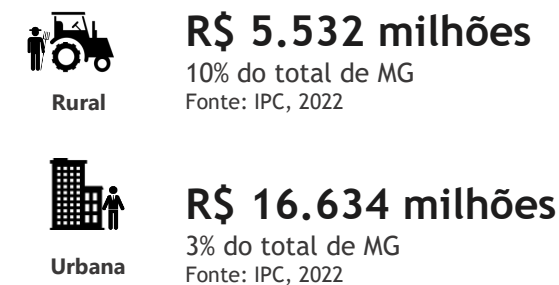 R$ 5.532 milhões
10% do total de MG
Rural
Fonte: IPC, 2022
R$ 16.634 milhões
3% do total de MG
Urbana
Fonte: IPC, 2022